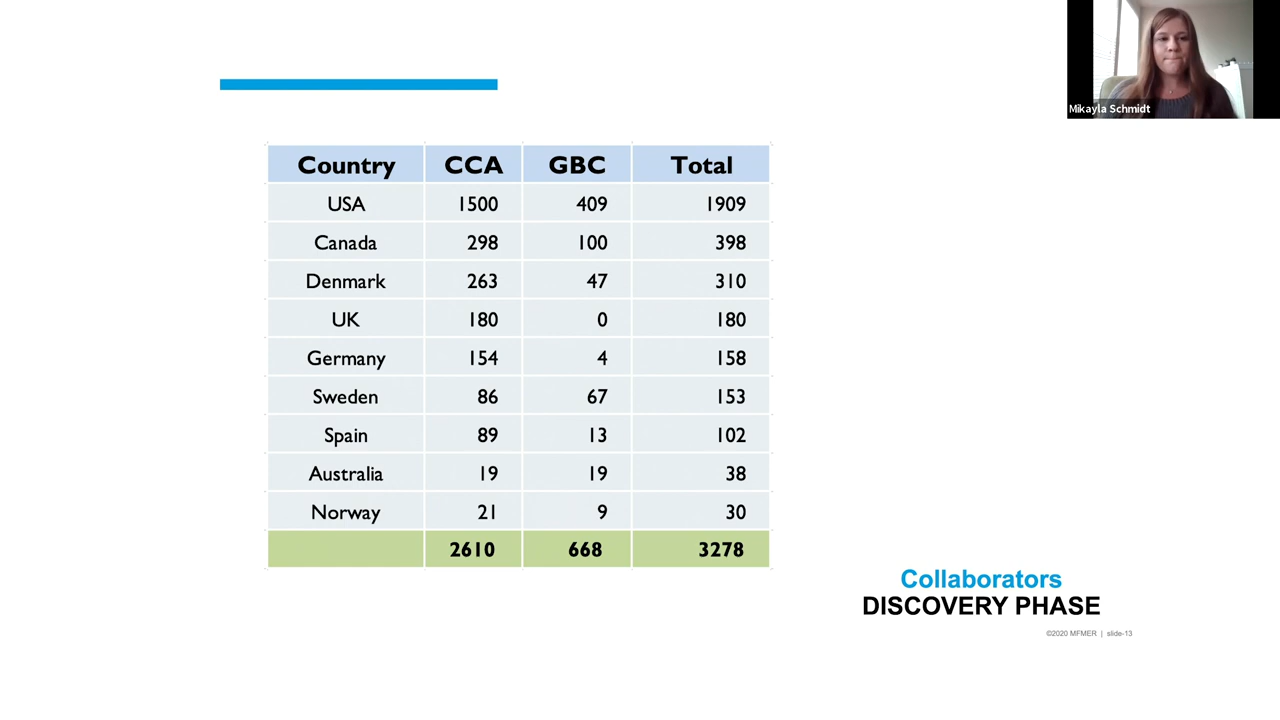 Mikayla Schmidt
Country CCA GBC Total
USA 1500 409 1909
Canada 298 100 398
Denmark 263 47 310
UK 180 0 180
Germany 154 4 158
Sweden 86 67 153
Spain 89 13 102
Australia 19 19 38
Norway 21 9 30
2610 668 3278
Collaborators
DISCOVERY PHASE
©2020 MFMER | slide-13